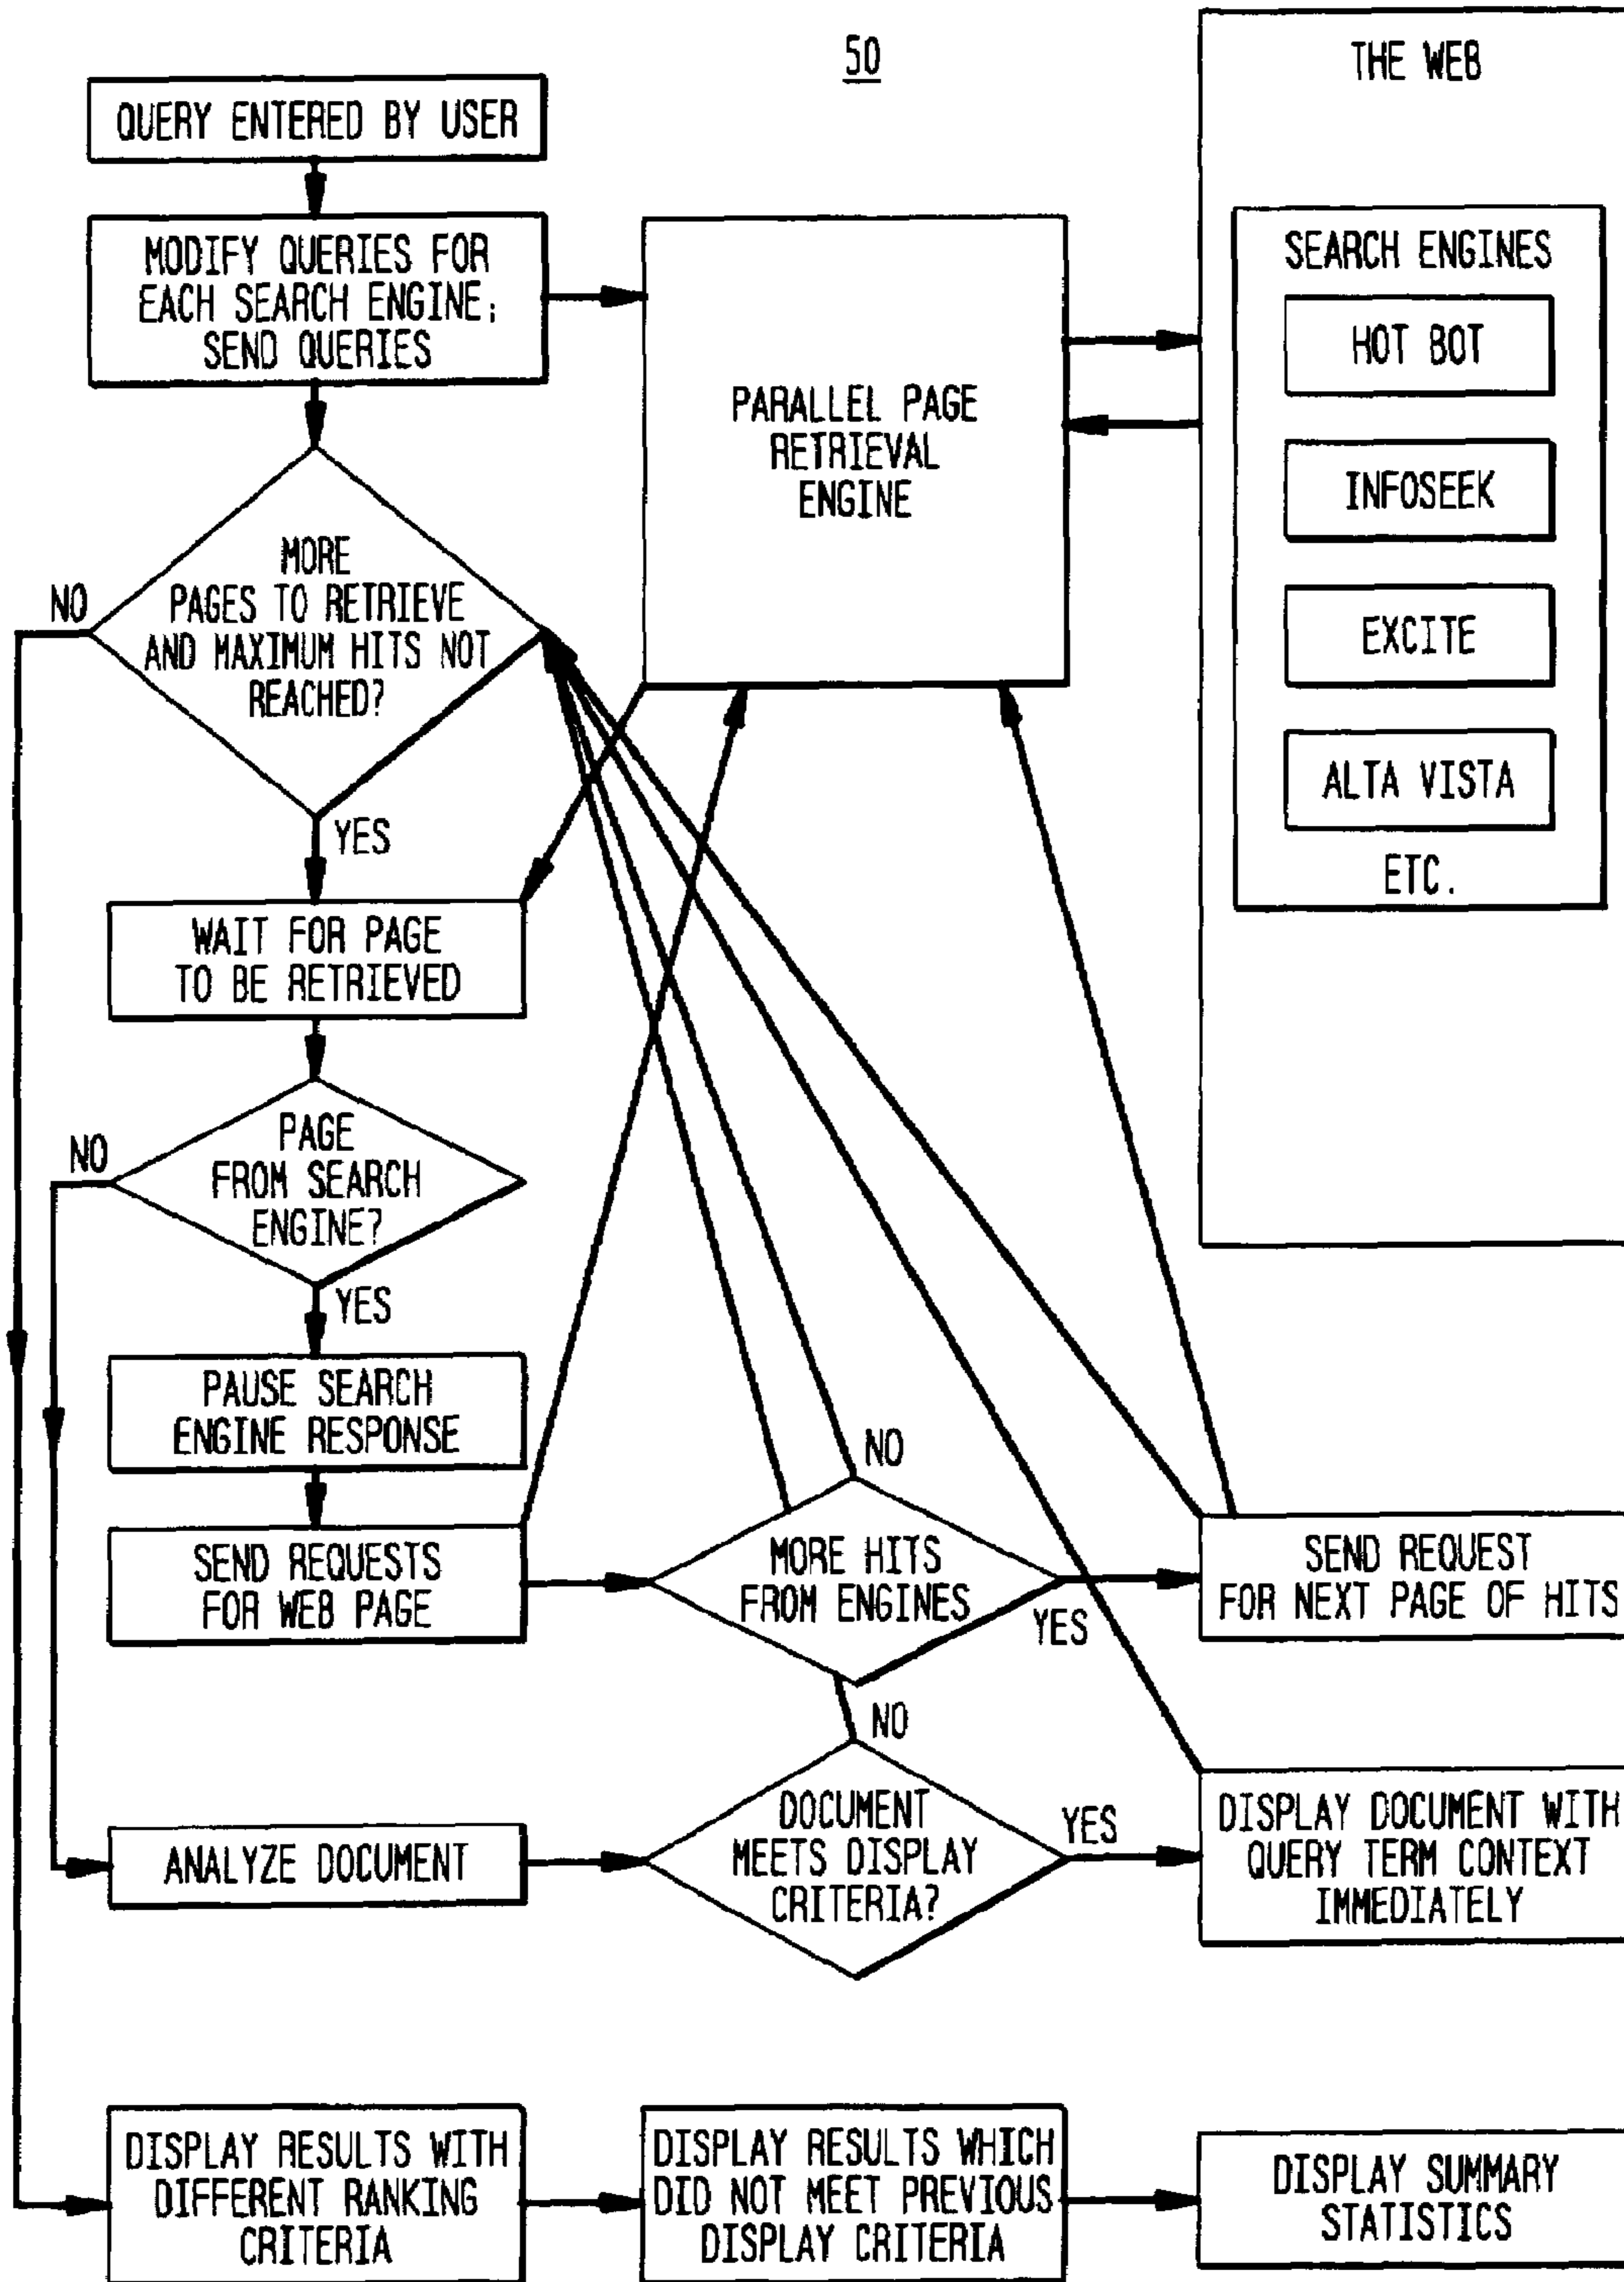 50
THE WEB
QUERY ENTERED BY USER
MODIFY QUERIES FOR
EACH SEARCH ENGINE;
SEND QUERIES
PARALLEL PAGE
RETRIEVAL
ENGINE
SEARCH ENGINES
HOT BOT
INFOSEEK
EXCITE
ALTA VISTA
ETC.
MORE
PAGES TO RETRIEVE
AND MAXIMUM HITS NOT
REACHED?
NO
YES
WAIT FOR PAGE
TO BE RETRIEVED
PAGE
FROM SEARCH
ENGINE?
NO
YES
PAUSE SEARCH
ENGINE RESPONSE
SEND REQUESTS
FOR WEB PAGE
MORE HITS
FROM ENGINES
NO
YES
SEND REQUEST
FOR NEXT PAGE OF HITS
ANALYZE DOCUMENT
DOCUMENT
MEETS DISPLAY
CRITERIA?
NO
YES
DISPLAY DOCUMENT WITH
QUERY TERM CONTEXT
IMMEDIATELY
DISPLAY RESULTS WITH
DIFFERENT RANKING
CRITERIA
DISPLAY RESULTS WHICH
DID NOT MEET PREVIOUS
DISPLAY CRITERIA
DISPLAY SUMMARY
STATISTICS